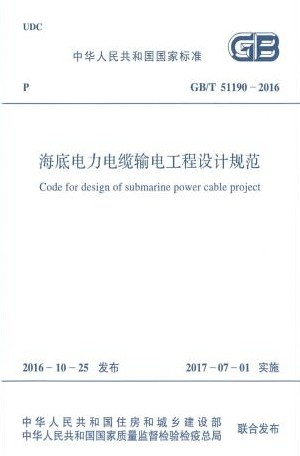 UDC
中华人民共和国国家标准
GB
P
GB/T 51190－2016
海底电力电缆输电工程设计规范
Code for design of submarine power cable project
2016－10－25 发布
2017－07－01 实施
中华人民共和国住房和城乡建设部
中华人民共和国国家质量监督检验检疫总局
联合发布